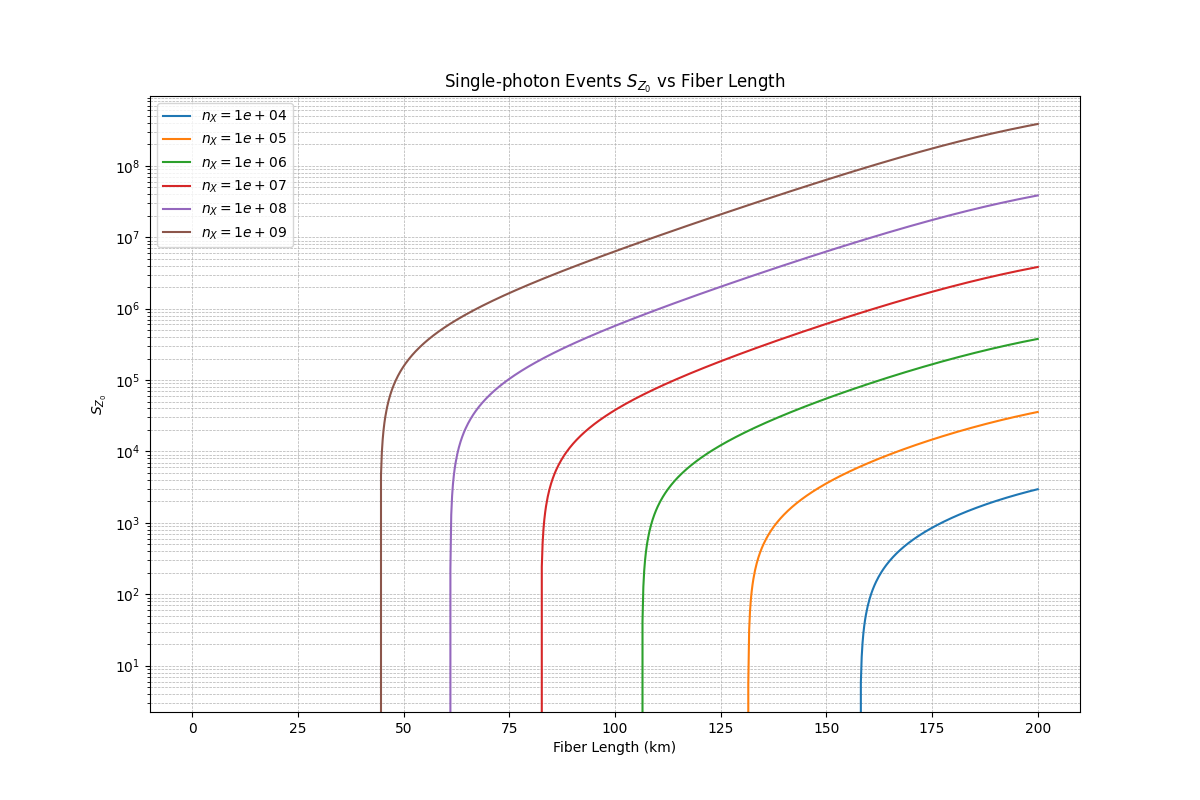 Single-photon Events S_{Z_0} vs Fiber Length
n_X = 1e + 04
n_X = 1e + 05
n_X = 1e + 06
n_X = 1e + 07
n_X = 1e + 08
n_X = 1e + 09
10^8
10^7
10^6
10^5
10^4
10^3
10^2
10^1
S_{Z_0}
0 25 50 75 100 125 150 175 200
Fiber Length (km)